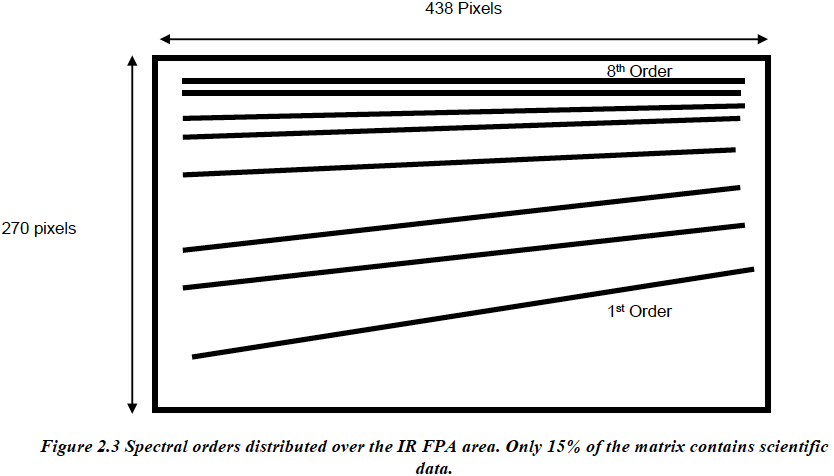 438 Pixels
8th Order
270 pixels
1st Order
Figure 2.3 Spectral orders distributed over the IR FPA area. Only 15% of the matrix contains scientific
data.